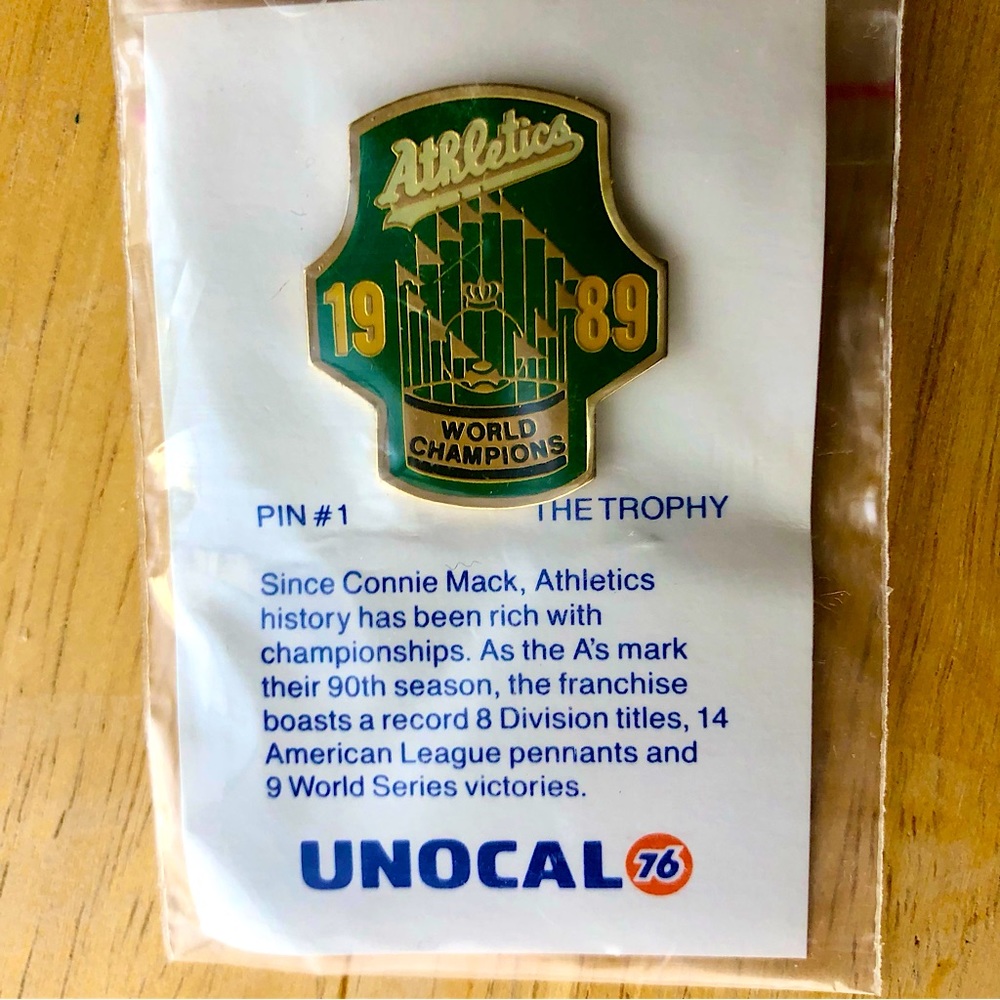 Athletics
19 89
WORLD
CHAMPIONS
PIN #1 THE TROPHY
Since Connie Mack, Athletics
history has been rich with
championships. As the A's mark
their 90th season, the franchise
boasts a record 8 Division titles, 14
American League pennants and
9 World Series victories.
UNOCAL 76